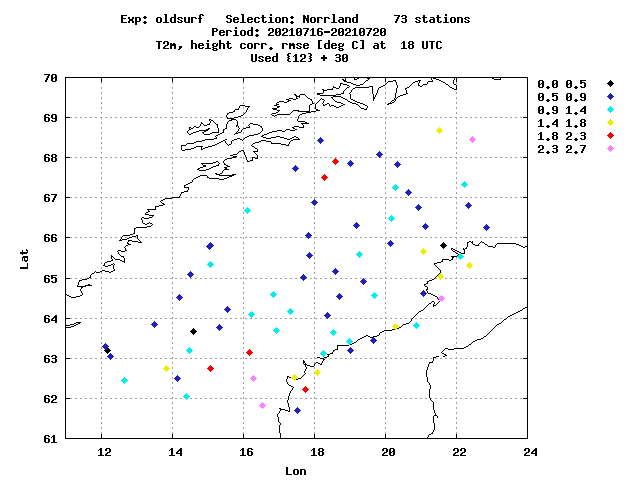 Exp: oldsurf   Selection: Norrland     73 stations
Period: 20210716-20210720
T2m, height corr. rmse [deg C] at  18 UTC
Used {12} + 30
70
69
68
67
66
65
64
63
62
61
12 14 16 18 20 22 24
Lat
Lon
0.0 0.5
0.5 0.9
0.9 1.4
1.4 1.8
1.8 2.3
2.3 2.7